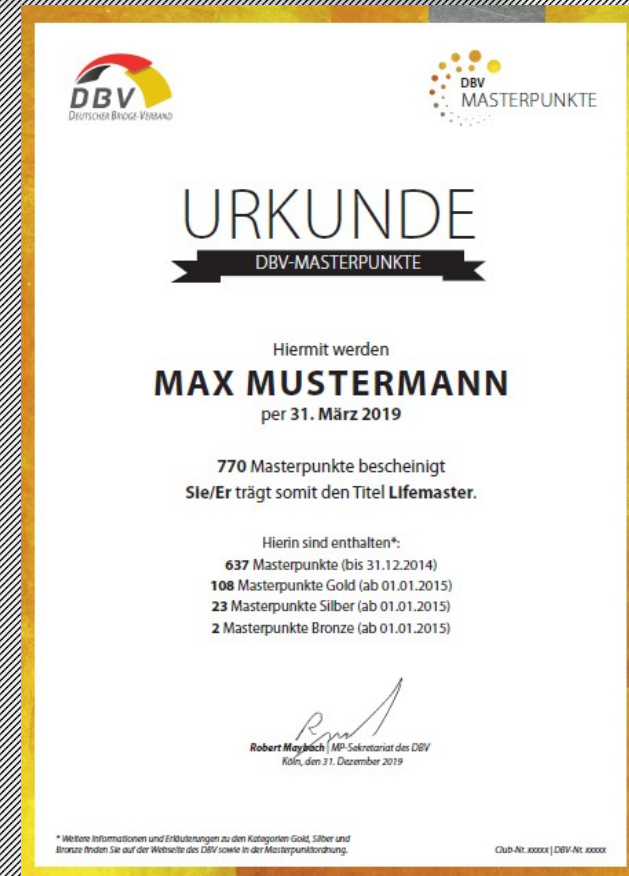 DBV
DEUTSCHER BRIDGE-VERBAND
DBV
MASTERPUNKTE
URKUNDE
DBV-MASTERPUNKTE
Hiermit werden
MAX MUSTERMANN
per 31. März 2019
770 Masterpunkte bescheinigt
Sie/Er trägt somit den Titel Lifemaster.
Hierin sind enthalten*:
637 Masterpunkte (bis 31.12.2014)
108 Masterpunkte Gold (ab 01.01.2015)
23 Masterpunkte Silber (ab 01.01.2015)
2 Masterpunkte Bronze (ab 01.01.2015)
Robert Maybach | MP-Sekretariat des DBV
Köln, den 31. Dezember 2019
* Weitere Informationen und Erläuterungen zu den Kategorien Gold, Silber und
Bronze finden Sie auf der Webseite des DBV sowie in der Masterpunktordnung.
Club-Nr. xxxxx | DBV-Nr. xxxxx